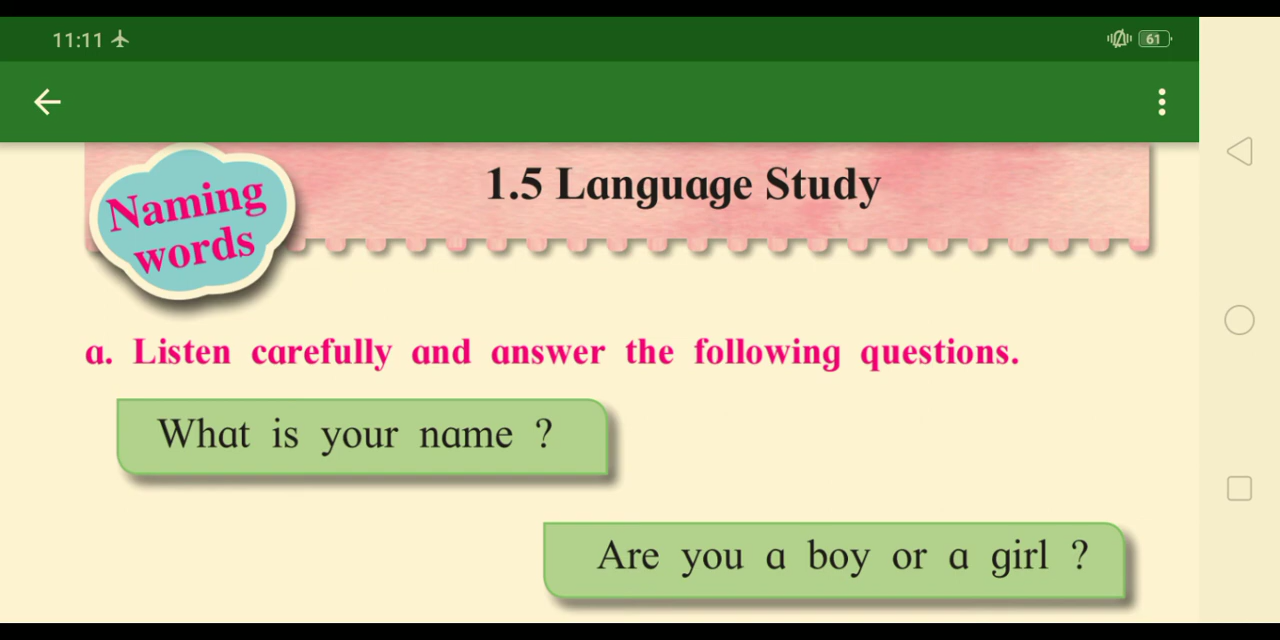 11:11
61
Naming
words
1.5 Language Study
a. Listen carefully and answer the following questions.
What is your name ?
Are you a boy or a girl ?